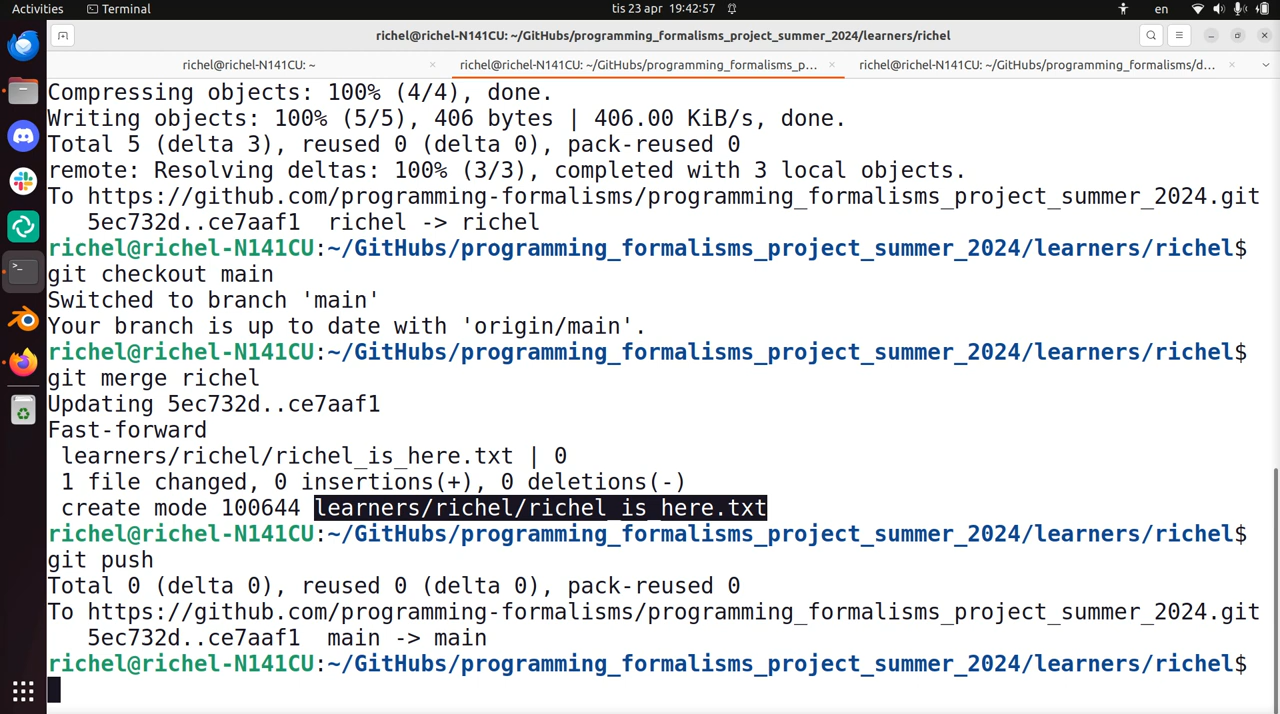 Activities Terminal tis 23 apr 19:42:57 en
richel@richel-N141CU: ~/GitHubs/programming_formalisms_project_summer_2024/learners/richel
richel@richel-N141CU: ~ richel@richel-N141CU: ~/GitHubs/programming_formalisms_p... richel@richel-N141CU: ~/GitHubs/programming_formalisms/d...
Compressing objects: 100% (4/4), done.
Writing objects: 100% (5/5), 406 bytes | 406.00 KiB/s, done.
Total 5 (delta 3), reused 0 (delta 0), pack-reused 0
remote: Resolving deltas: 100% (3/3), completed with 3 local objects.
To https://github.com/programming-formalisms/programming_formalisms_project_summer_2024.git
5ec732d..ce7aaf1 richel -> richel
richel@richel-N141CU:~/GitHubs/programming_formalisms_project_summer_2024/learners/richel$
git checkout main
Switched to branch 'main'
Your branch is up to date with 'origin/main'.
richel@richel-N141CU:~/GitHubs/programming_formalisms_project_summer_2024/learners/richel$
git merge richel
Updating 5ec732d..ce7aaf1
Fast-forward
learners/richel/richel_is_here.txt | 0
1 file changed, 0 insertions(+), 0 deletions(-)
create mode 100644 learners/richel/richel_is_here.txt
richel@richel-N141CU:~/GitHubs/programming_formalisms_project_summer_2024/learners/richel$
git push
Total 0 (delta 0), reused 0 (delta 0), pack-reused 0
To https://github.com/programming-formalisms/programming_formalisms_project_summer_2024.git
5ec732d..ce7aaf1 main -> main
richel@richel-N141CU:~/GitHubs/programming_formalisms_project_summer_2024/learners/richel$